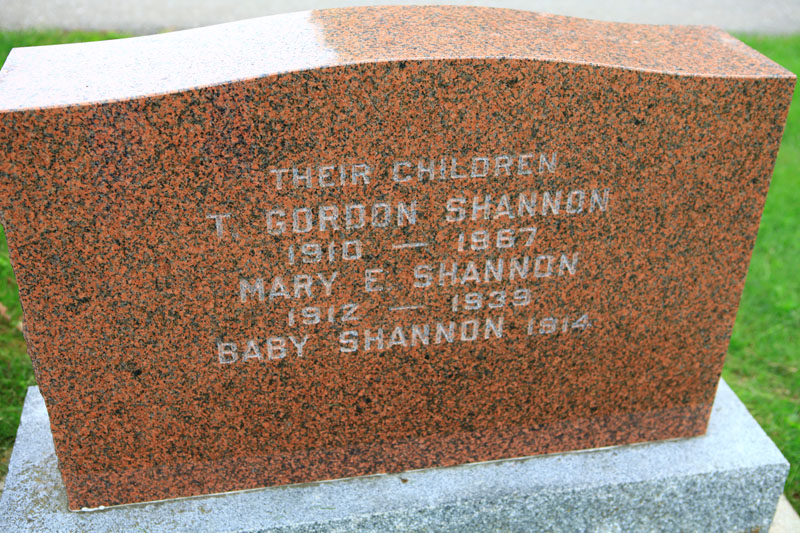 THEIR CHILDREN
T. GORDON SHANNON
1910 — 1967
MARY E. SHANNON
1912 — 1939
BABY SHANNON 1914